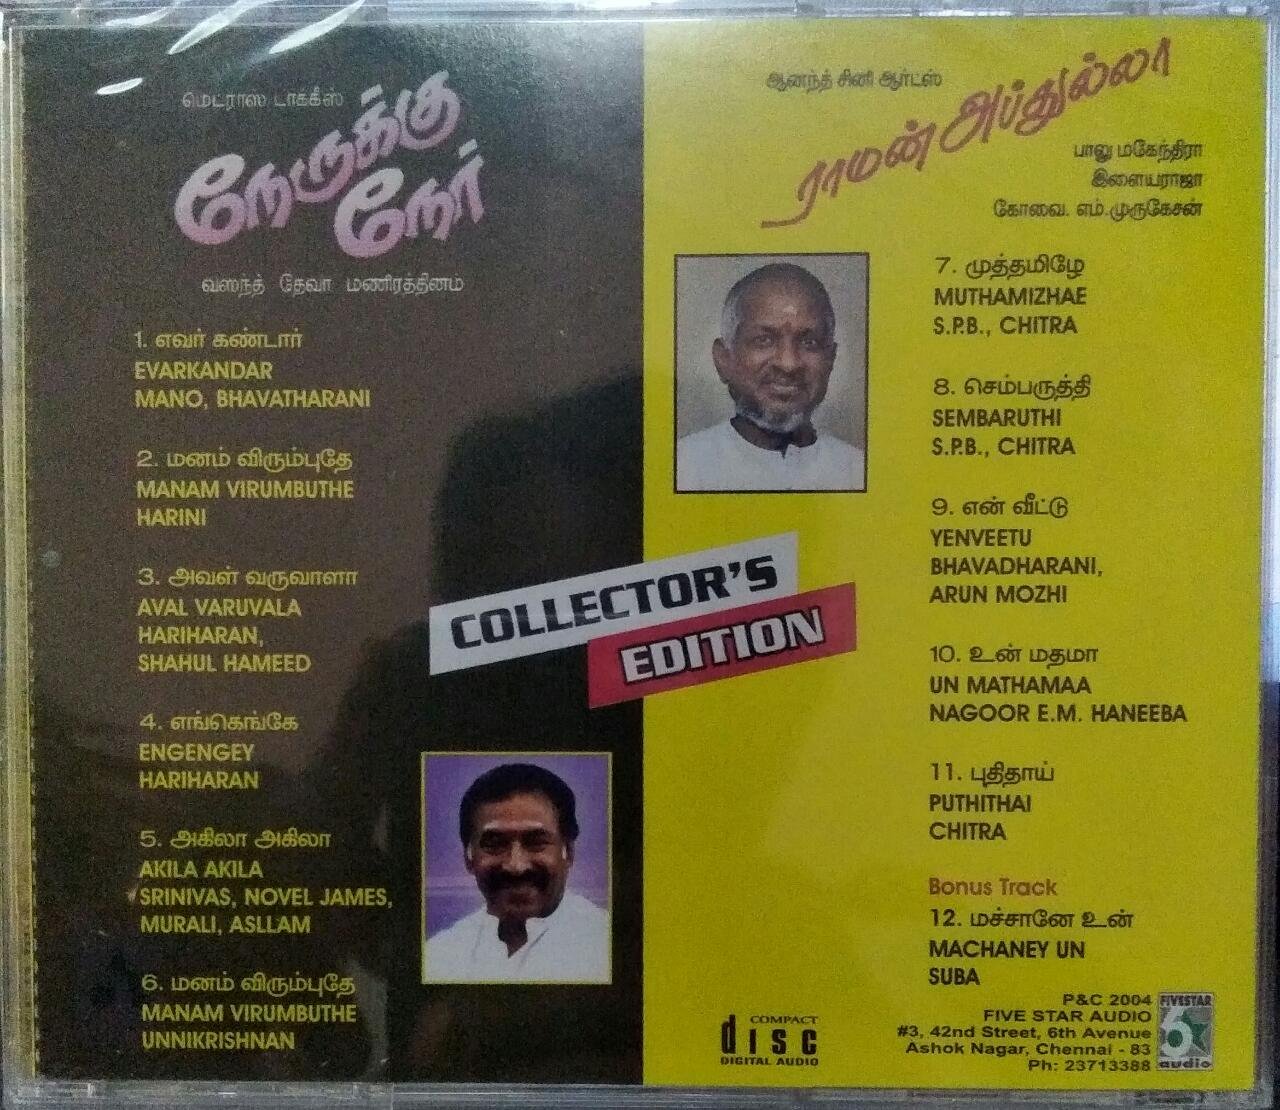 மெட்ராஸ் டாக்கீஸ்
நேருக்கு
நேர்
வஸந்த் தேவா மணிரத்தினம்
1. எவர் கண்டார்
EVARKANDAR
MANO, BHAVATHARANI
2. மனம் விரும்புதே
MANAM VIRUMBUTHE
HARINI
3. அவள் வருவாளா
AVAL VARUVALA
HARIHARAN,
SHAHUL HAMEED
4. எங்கெங்கே
ENGENGEY
HARIHARAN
5. அகிலா அகிலா
AKILA AKILA
SRINIVAS, NOVEL JAMES,
MURALI, ASLLAM
6. மனம் விரும்புதே
MANAM VIRUMBUTHE
UNNIKRISHNAN
COLLECTOR'S
EDITION
ஆனந்த் சினி ஆர்ட்ஸ்
ராமன் அப்துல்லா
பாலு மகேந்திரா
இளையராஜா
கோவை. எம்.முருகேசன்
7. முத்தமிழே
MUTHAMIZHAE
S.P.B., CHITRA
8. செம்பருத்தி
SEMBARUTHI
S.P.B., CHITRA
9. என் வீட்டு
YENVEETU
BHAVADHARANI,
ARUN MOZHI
10. உன் மதமா
UN MATHAMAA
NAGOOR E.M. HANEEBA
11. புதிதாய்
PUTHITHAI
CHITRA
Bonus Track
12. மச்சானே உன்
MACHANEY UN
SUBA
COMPACT
disc
DIGITAL AUDIO
P&C 2004
FIVE STAR AUDIO
#3, 42nd Street, 6th Avenue
Ashok Nagar, Chennai - 83
Ph: 23713388
FIVESTAR
audio